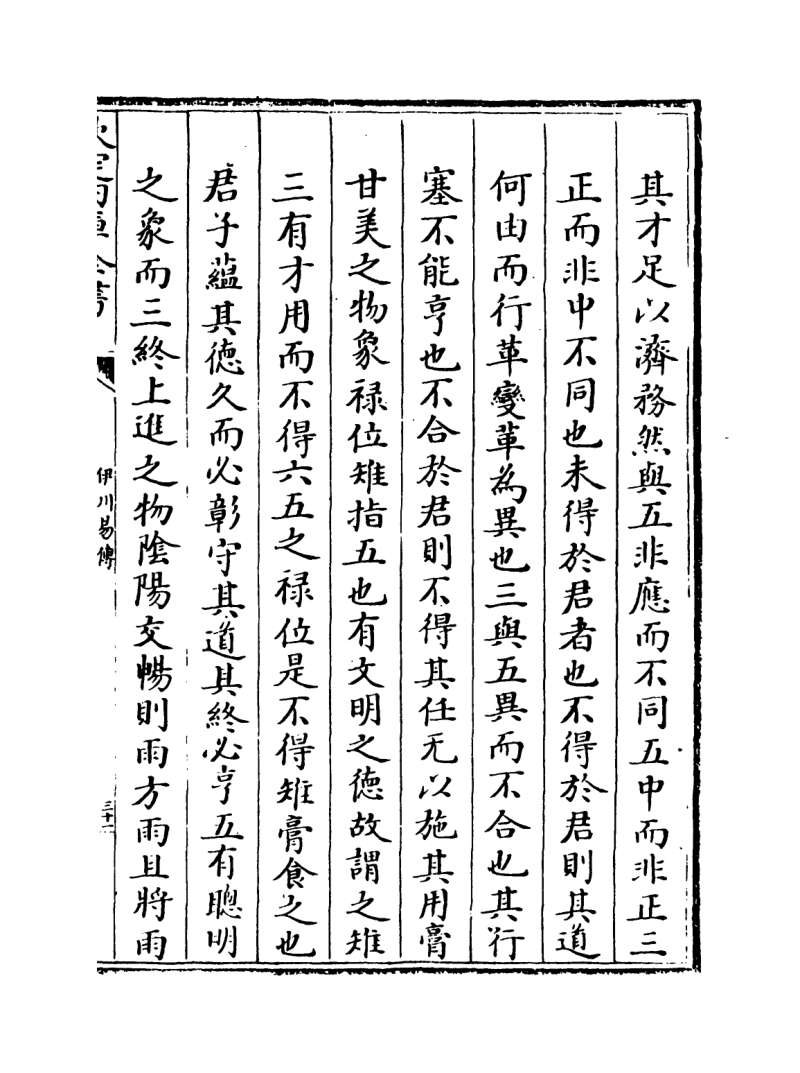 其才足以濟務然與五非應而不同五中而非正三
正而非中不同也未得於君者也不得於君則其道
何由而行革變革為異也三與五異而不合也其行
塞不能亨也不合於君則不得其任无以施其用膏
甘美之物象禄位雉指五也有文明之德故謂之雉
三有才用而不得六五之禄位是不得雉膏食之也
君子蘊其德久而必彰守其道其終必亨五有聰明
之象而三終上進之物陰陽交暢則雨方雨且將雨
伊川易傳